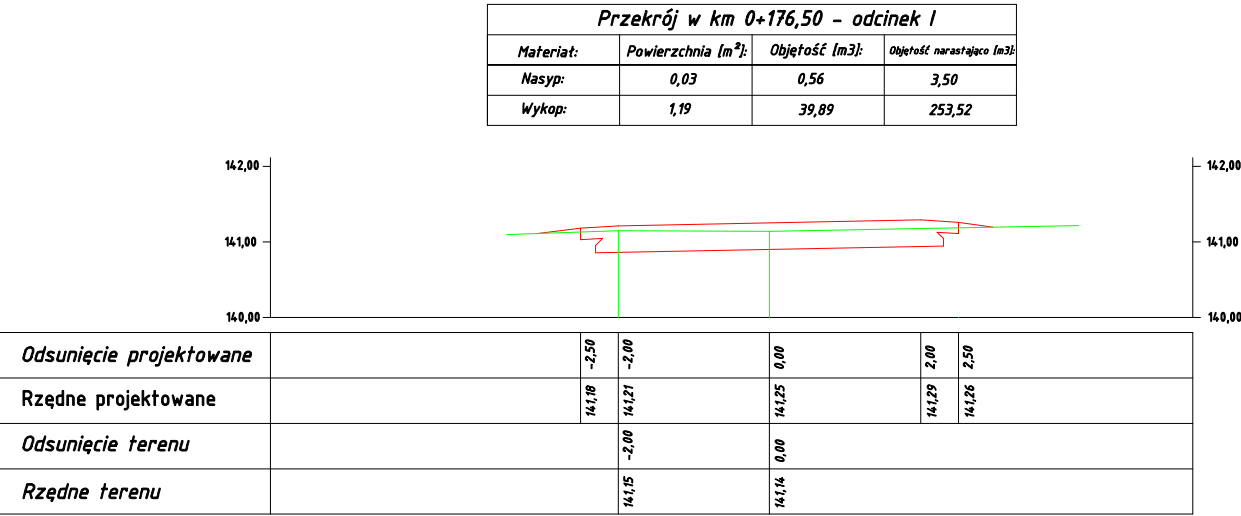 Przekrój w km 0+176,50 - odcinek I
Materiał: Powierzchnia [m²]: Objętość [m3]: Objętość narastająco [m3]:
Nasyp: 0,03 0,56 3,50
Wykop: 1,19 39,89 253,52
142,00 142,00
141,00 141,00
140,00 140,00
Odsunięcie projektowane -2,50 -2,00 0,00 2,00 2,50
Rzędne projektowane 141,18 141,21 141,25 141,29 141,26
Odsunięcie terenu -2,00 0,00
Rzędne terenu 141,15 141,14